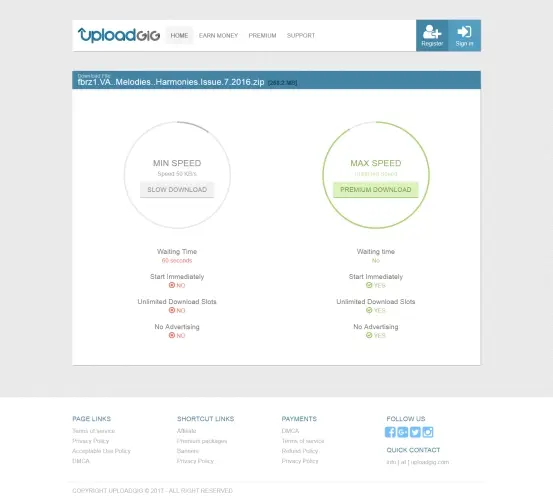 UploadGIG
HOME EARN MONEY PREMIUM SUPPORT
Register Sign in
Download File:
fbrz1.VA..Melodies..Harmonies.Issue.7.2016.zip
MIN SPEED
Speed 50 KB/s
SLOW DOWNLOAD
MAX SPEED
PREMIUM DOWNLOAD
Waiting Time
60 seconds
Start Immediately
NO
Unlimited Download Slots
NO
No Advertising
NO
Waiting time
No
Start Immediately
YES
Unlimited Download Slots
YES
No Advertising
YES
PAGE LINKS
Terms of service
Privacy Policy
Acceptable Use Policy
DMCA
SHORTCUT LINKS
Affiliate
Premium packages
Banners
Privacy Policy
PAYMENTS
DMCA
Terms of service
Refund Policy
Privacy Policy
FOLLOW US
QUICK CONTACT
info [ at ] uploadgig.com
COPYRIGHT UPLOADGIG © 2017 - ALL RIGHT RESERVED